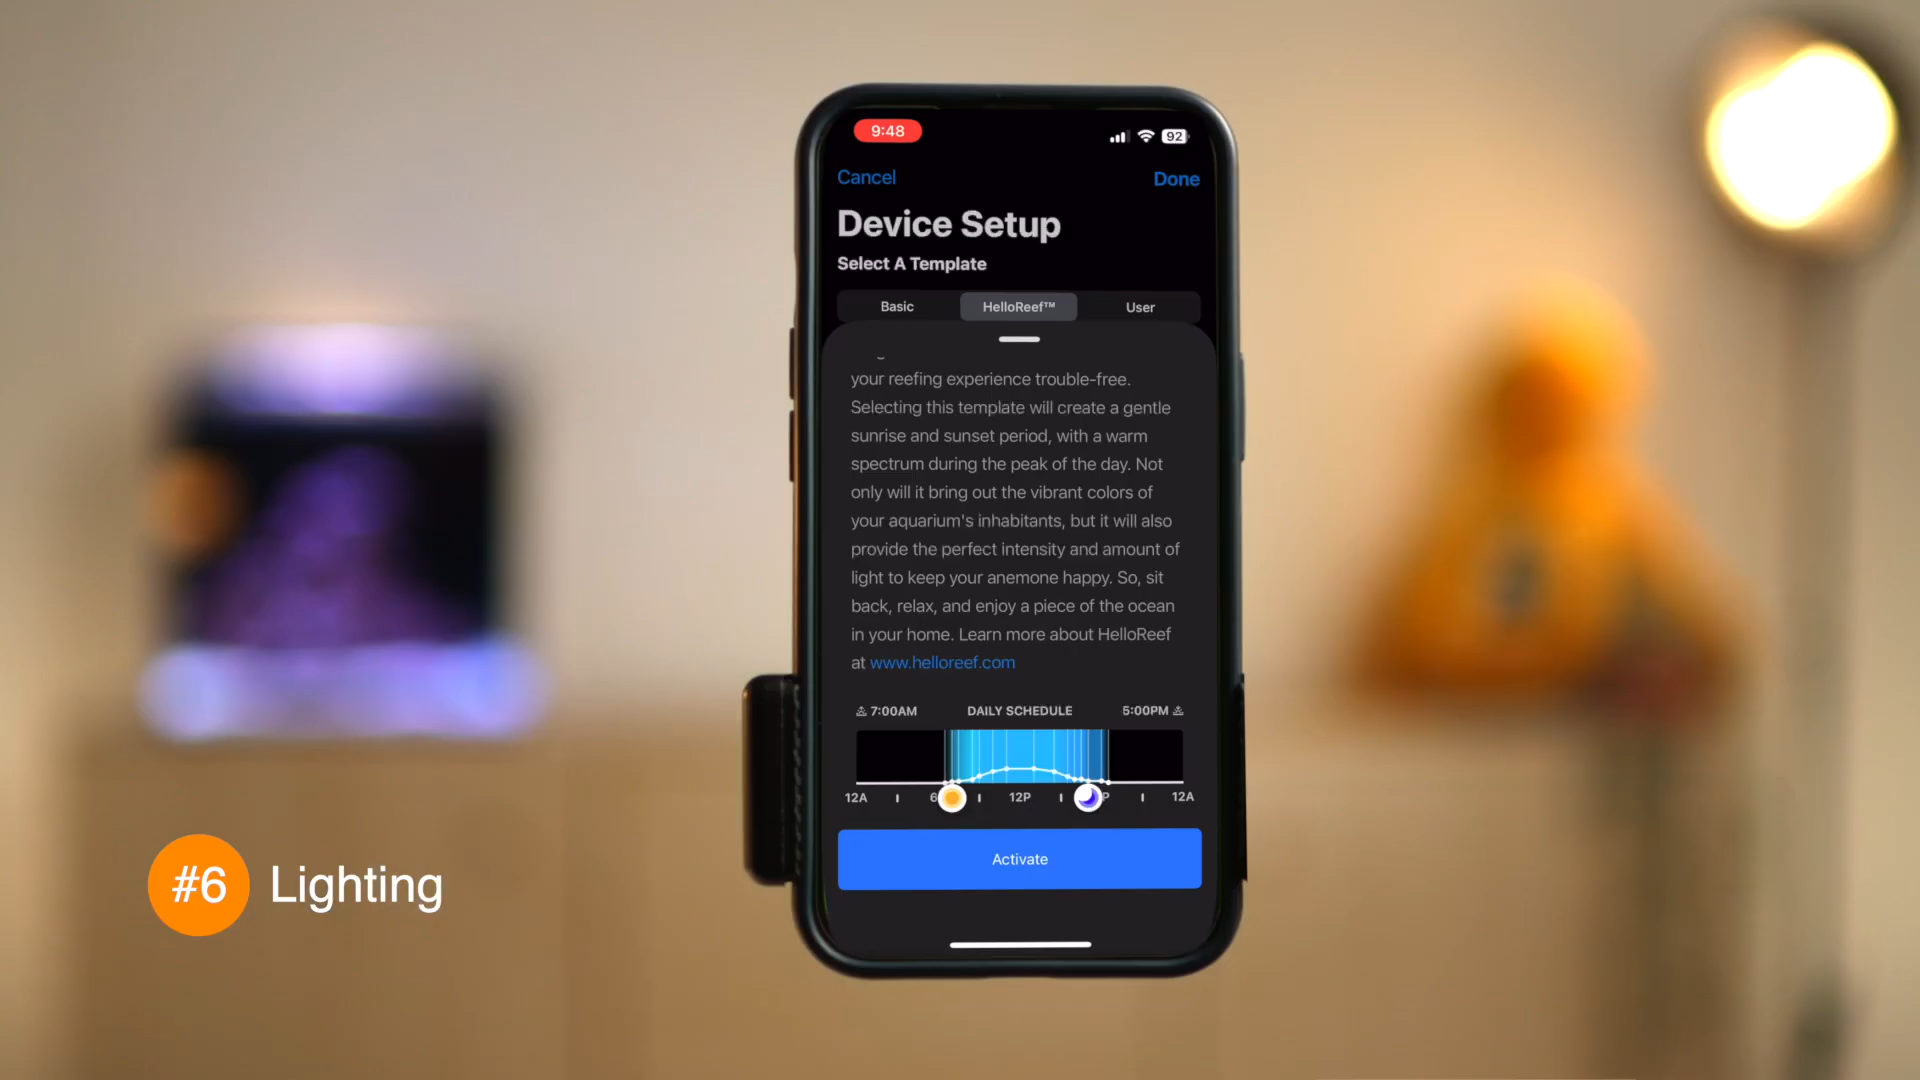 9:48
92
Cancel
Done
Device Setup
Select A Template
Basic
HelloReef™
User
your reefing experience trouble-free.
Selecting this template will create a gentle
sunrise and sunset period, with a warm
spectrum during the peak of the day. Not
only will it bring out the vibrant colors of
your aquarium's inhabitants, but it will also
provide the perfect intensity and amount of
light to keep your anemone happy. So, sit
back, relax, and enjoy a piece of the ocean
in your home. Learn more about HelloReef
at www.helloreef.com
7:00AM
DAILY SCHEDULE
5:00PM
12A
6
12P
P
12A
Activate
#6 Lighting